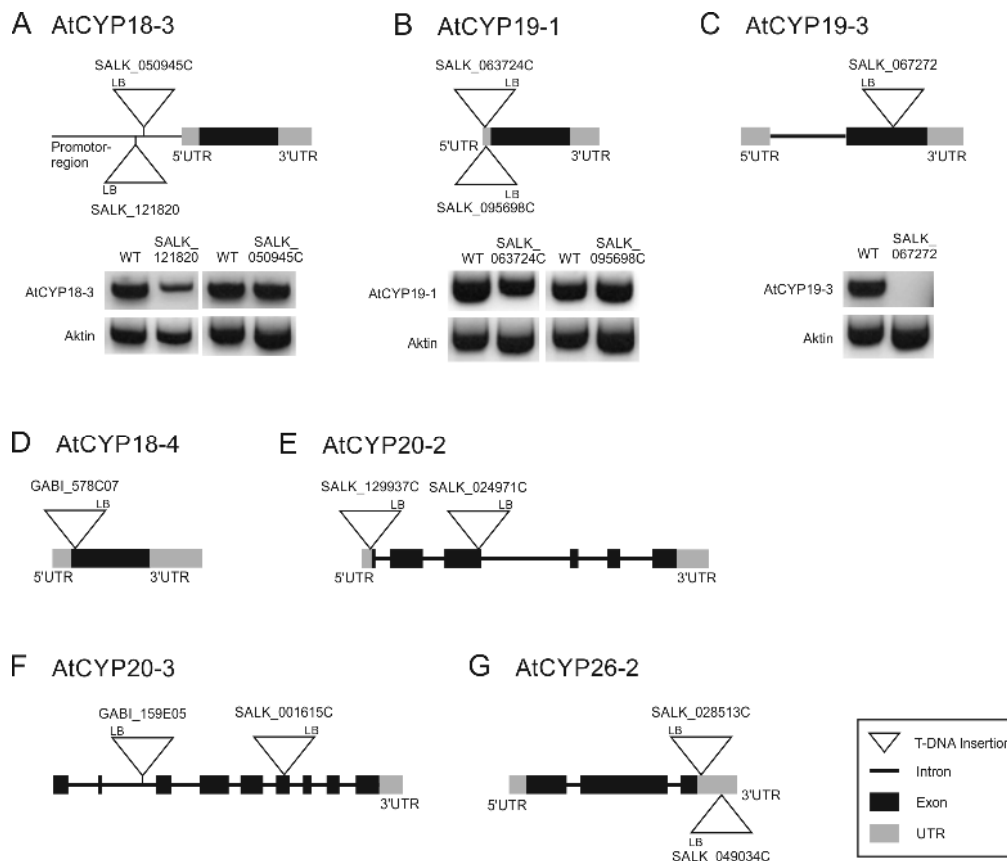 A AtCYP18-3
SALK_050945C
LB
Promotor-
region
5'UTR
3'UTR
LB
SALK_121820
WT
SALK_
121820
WT
SALK_
050945C
AtCYP18-3
Aktin
B AtCYP19-1
SALK_063724C
LB
5'UTR
3'UTR
LB
SALK_095698C
WT
SALK_
063724C
WT
SALK_
095698C
AtCYP19-1
Aktin
C AtCYP19-3
SALK_067272
LB
5'UTR
3'UTR
WT
SALK_
067272
AtCYP19-3
Aktin
D AtCYP18-4
GABI_578C07
LB
5'UTR
3'UTR
E AtCYP20-2
SALK_129937C
SALK_024971C
LB
LB
5'UTR
3'UTR
F AtCYP20-3
GABI_159E05
SALK_001615C
LB
LB
3'UTR
G AtCYP26-2
SALK_028513C
LB
5'UTR
3'UTR
LB
SALK_049034C
T-DNA Insertion
Intron
Exon
UTR